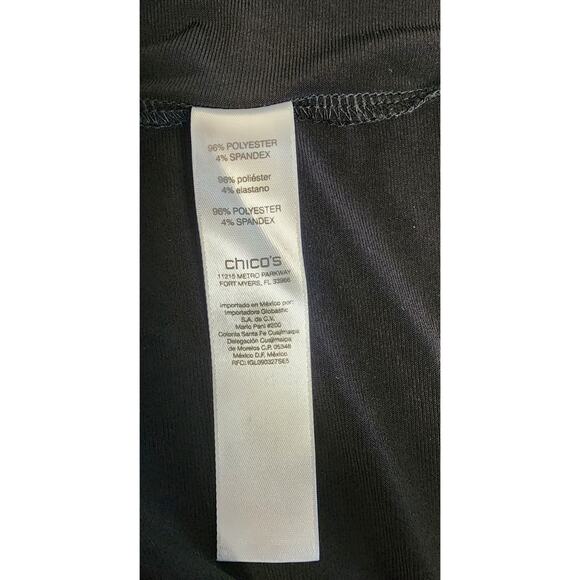 96% POLYESTER
4% SPANDEX
96% poliéster
4% elastano
96% POLYESTER
4% SPANDEX
chico's
11215 METRO PARKWAY
FORT MYERS, FL 33966
Importado en México por:
Importadora Globastic
S.A. de C.V.
Mario Pani #200
Colonia Santa Fe Cuajimalpa
Delegación Cuajimalpa
de Morelos C.P. 05348
México D.F. México
RFC: IGL090327SE5